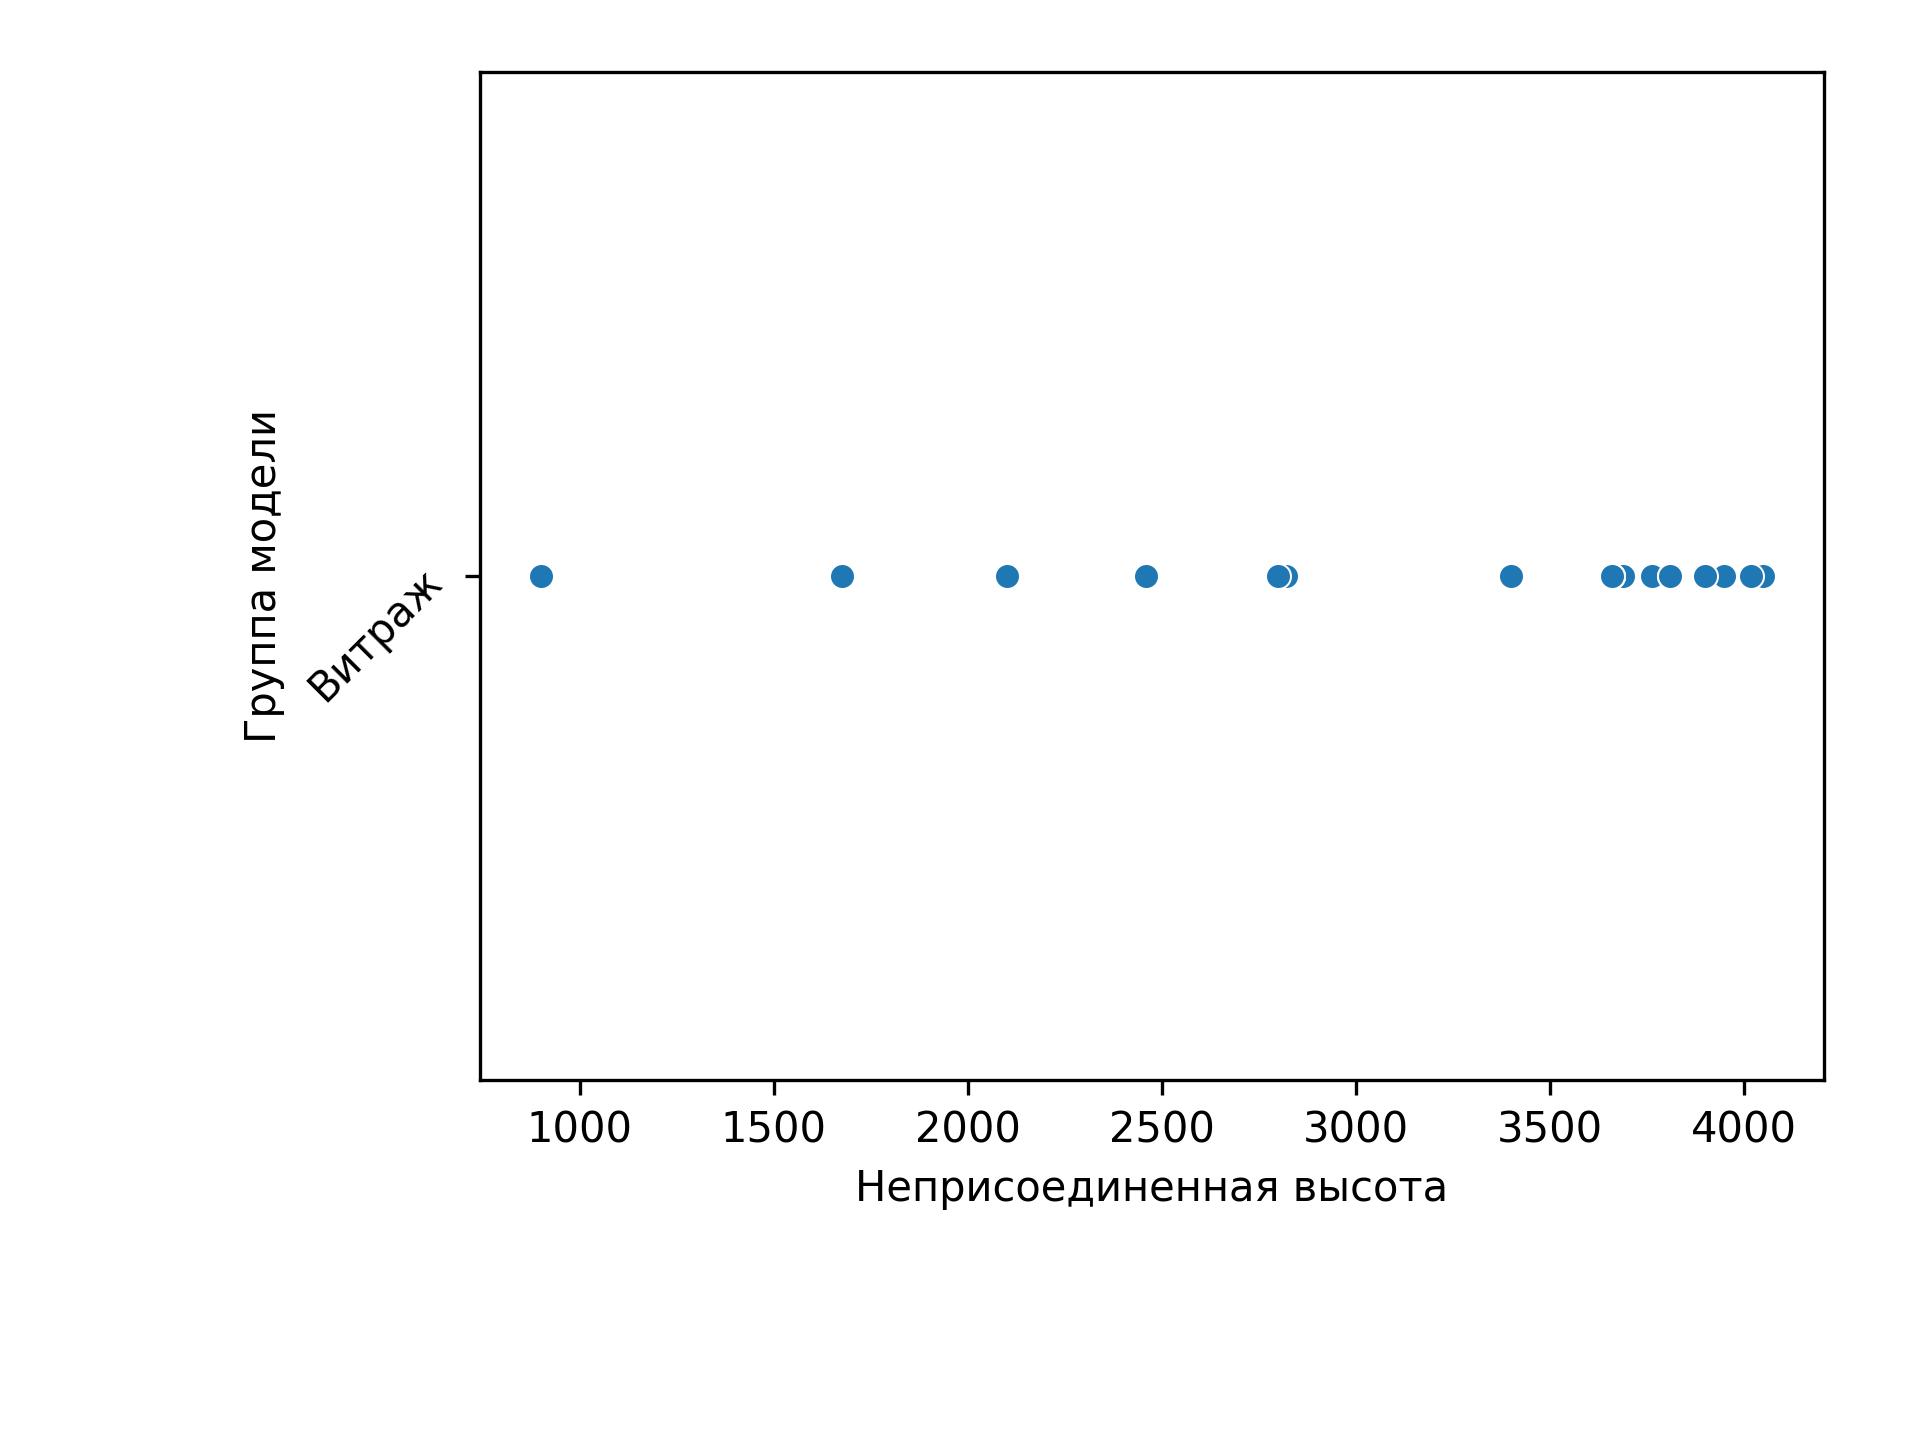 Группа модели
Витраж
1000 1500 2000 2500 3000 3500 4000
Неприсоединенная высота